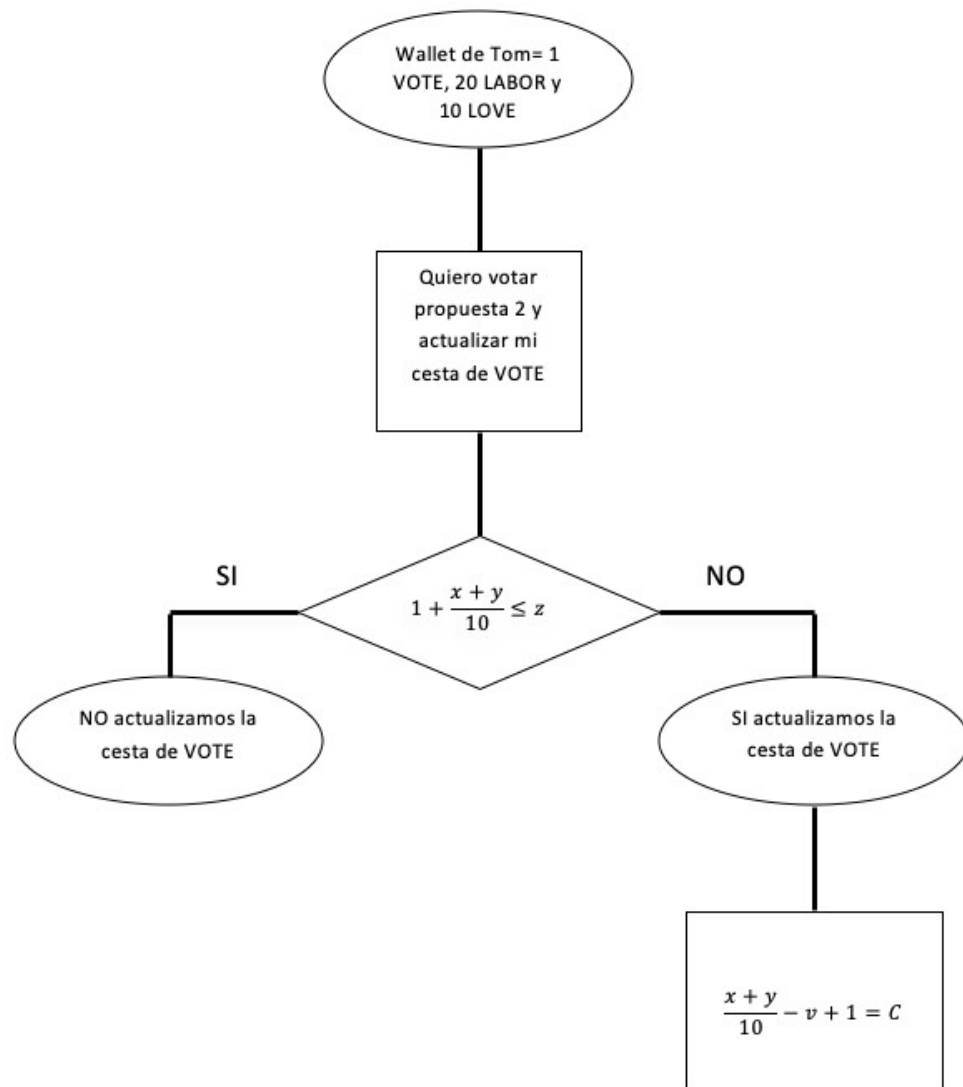 Wallet de Tom= 1
VOTE, 20 LABOR y
10 LOVE
Quiero votar
propuesta 2 y
actualizar mi
cesta de VOTE
SI
NO
1 + (x + y)/10 ≤ z
NO actualizamos la
cesta de VOTE
SI actualizamos la
cesta de VOTE
(x + y)/10 − v + 1 = C